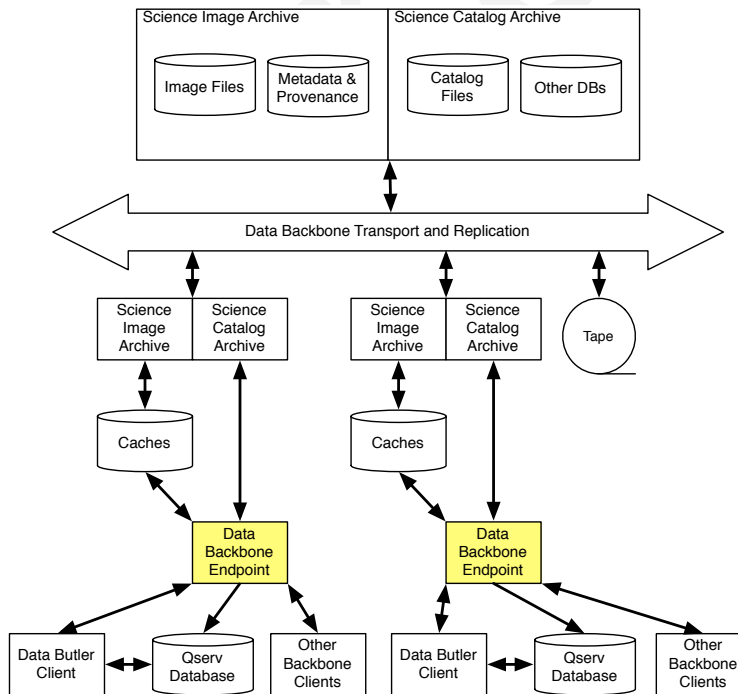 Science Image Archive
Science Catalog Archive
Image Files
Metadata &
Provenance
Catalog
Files
Other DBs
Data Backbone Transport and Replication
Science
Image
Archive
Science
Catalog
Archive
Science
Image
Archive
Science
Catalog
Archive
Tape
Caches
Caches
Data
Backbone
Endpoint
Data
Backbone
Endpoint
Data Butler
Client
Qserv
Database
Other
Backbone
Clients
Data Butler
Client
Qserv
Database
Other
Backbone
Clients